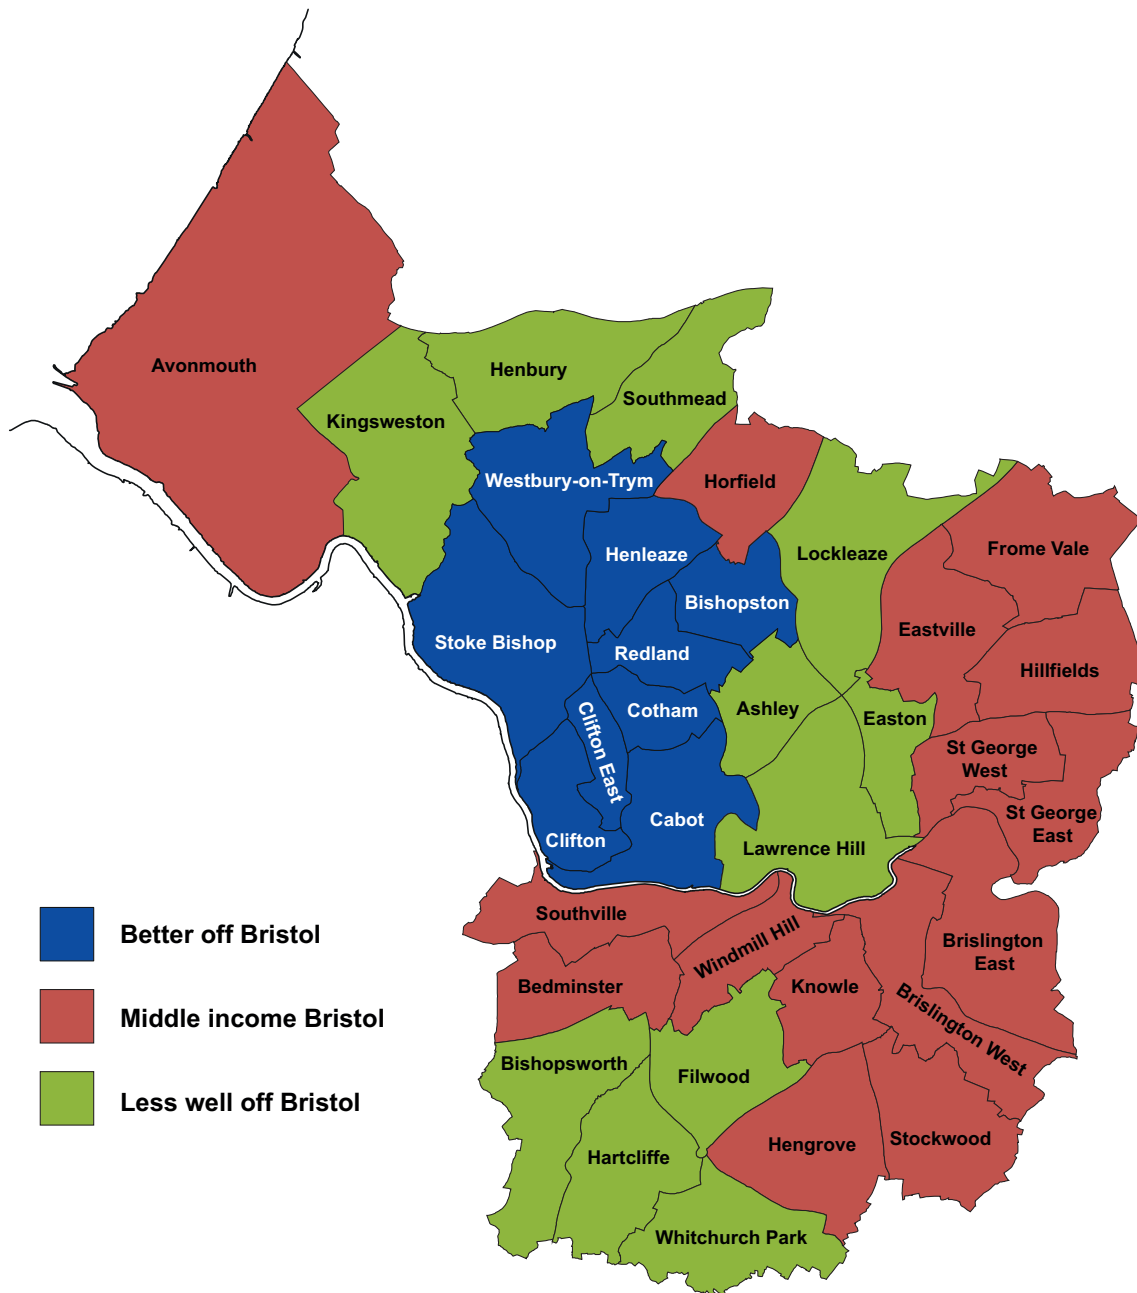 Avonmouth
Henbury
Southmead
Kingsweston
Westbury-on-Trym
Horfield
Henleaze
Lockleaze
Frome Vale
Bishopston
Eastville
Stoke Bishop
Redland
Hillfields
Clifton East
Cotham
Ashley
Easton
St George
West
St George
East
Cabot
Clifton
Lawrence Hill
Southville
Windmill Hill
Brislington
East
Bedminster
Knowle
Brislington West
Bishopsworth
Filwood
Hengrove
Stockwood
Hartcliffe
Whitchurch Park
Better off Bristol
Middle income Bristol
Less well off Bristol